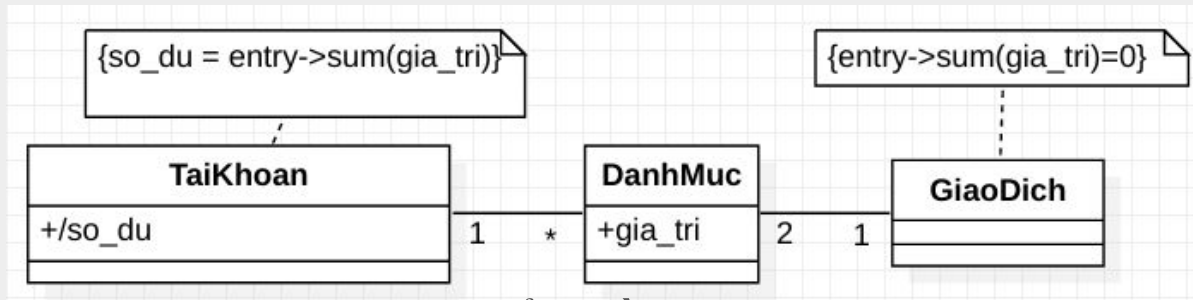 {so_du = entry->sum(gia_tri)}
{entry->sum(gia_tri)=0}
TaiKhoan
DanhMuc
GiaoDich
+/so_du
+gia_tri
1
*
2
1